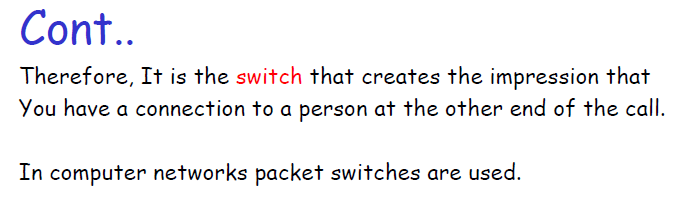 Cont..
Therefore, It is the switch that creates the impression that
You have a connection to a person at the other end of the call.
In computer networks packet switches are used.